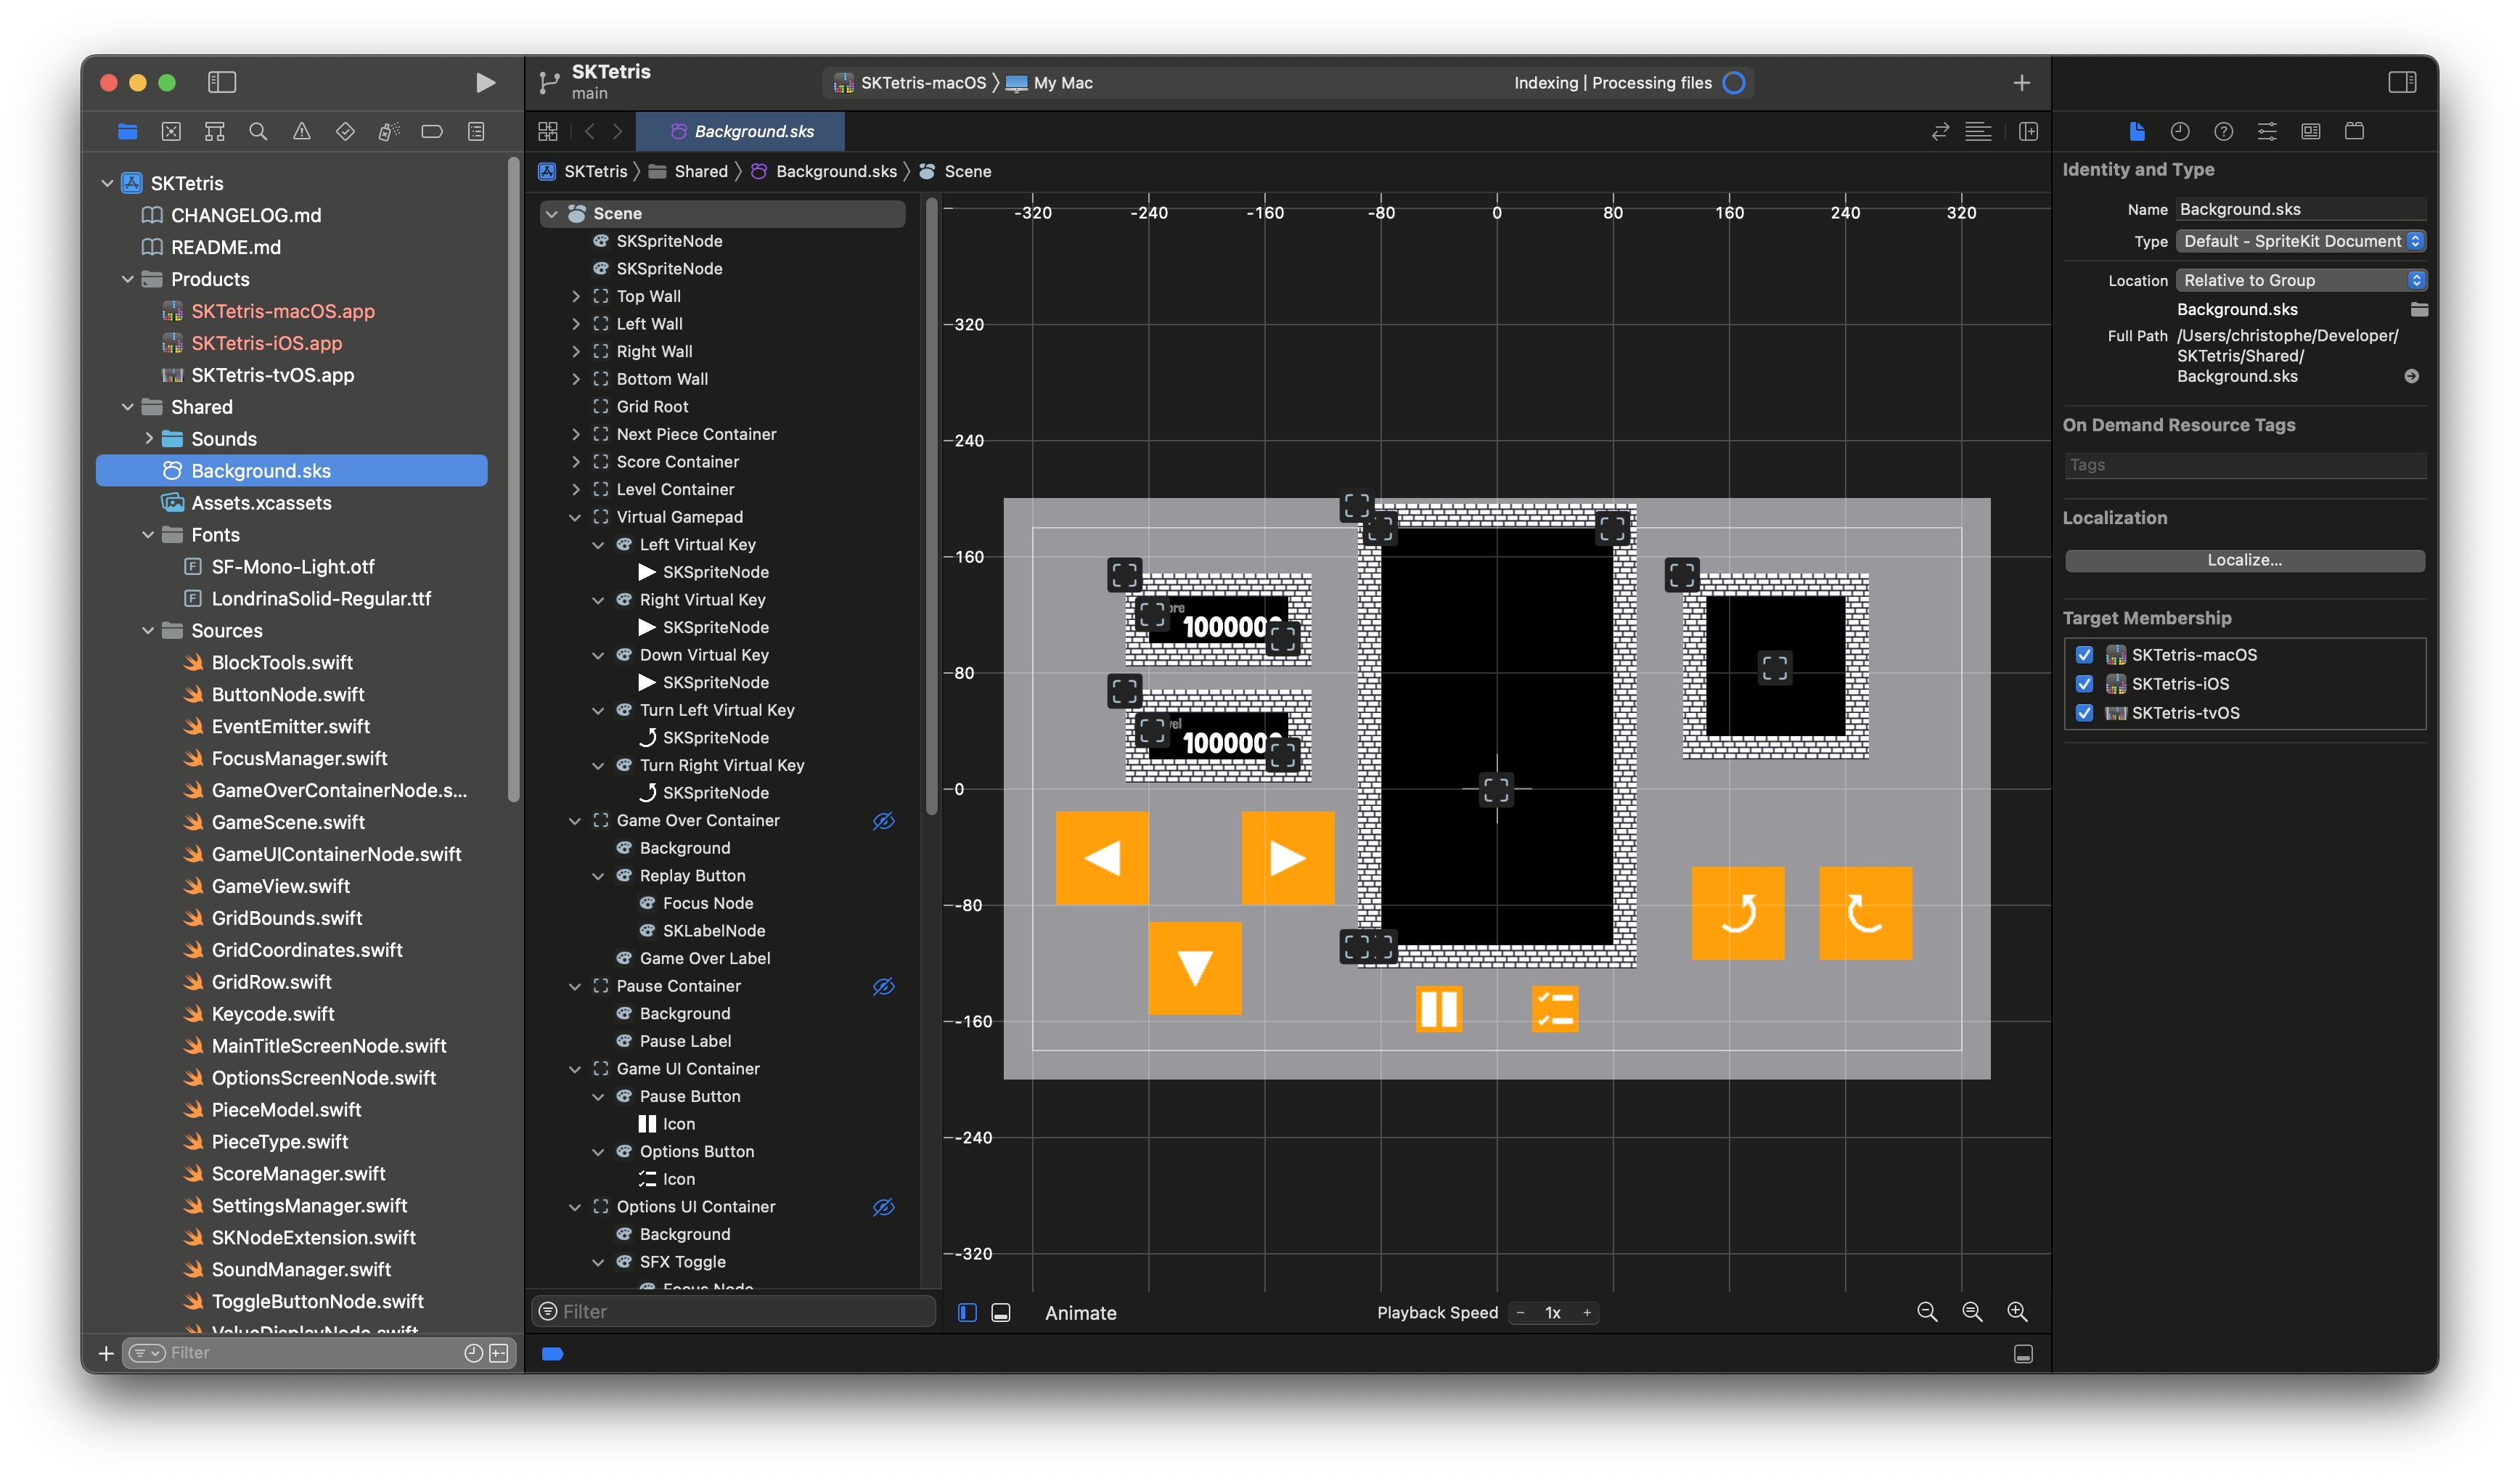 SKTetris
main
SKTetris-macOS
My Mac
Indexing | Processing files
Background.sks
SKTetris
Shared
Background.sks
Scene
SKTetris
CHANGELOG.md
README.md
Products
SKTetris-macOS.app
SKTetris-iOS.app
SKTetris-tvOS.app
Shared
Sounds
Background.sks
Assets.xcassets
Fonts
SF-Mono-Light.otf
LondrinaSolid-Regular.ttf
Sources
BlockTools.swift
ButtonNode.swift
EventEmitter.swift
FocusManager.swift
GameOverContainerNode.s...
GameScene.swift
GameUIContainerNode.swift
GameView.swift
GridBounds.swift
GridCoordinates.swift
GridRow.swift
Keycode.swift
MainTitleScreenNode.swift
OptionsScreenNode.swift
PieceModel.swift
PieceType.swift
ScoreManager.swift
SettingsManager.swift
SKNodeExtension.swift
SoundManager.swift
ToggleButtonNode.swift
ValueDisplayNode.swift
Filter
Scene
SKSpriteNode
SKSpriteNode
Top Wall
Left Wall
Right Wall
Bottom Wall
Grid Root
Next Piece Container
Score Container
Level Container
Virtual Gamepad
Left Virtual Key
SKSpriteNode
Right Virtual Key
SKSpriteNode
Down Virtual Key
SKSpriteNode
Turn Left Virtual Key
SKSpriteNode
Turn Right Virtual Key
SKSpriteNode
Game Over Container
Background
Replay Button
Focus Node
SKLabelNode
Game Over Label
Pause Container
Background
Pause Label
Game UI Container
Pause Button
Icon
Options Button
Icon
Options UI Container
Background
SFX Toggle
Focus Node
Filter
-320 -240 -160 -80 0 80 160 240 320
320
240
160
80
0
-80
-160
-240
-320
ore
1000000
vel
1000000
Animate
Playback Speed
- 1x +
Identity and Type
Name Background.sks
Type Default - SpriteKit Document
Location Relative to Group
Background.sks
Full Path /Users/christophe/Developer/
SKTetris/Shared/
Background.sks
On Demand Resource Tags
Tags
Localization
Localize...
Target Membership
SKTetris-macOS
SKTetris-iOS
SKTetris-tvOS